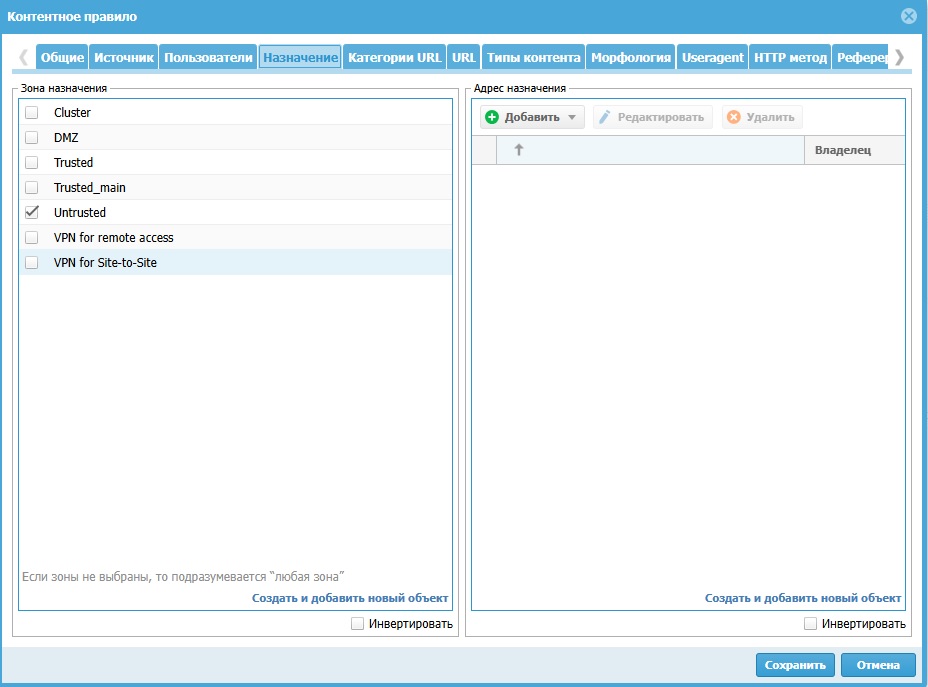 Контентное правило
Общие Источник Пользователи Назначение Категории URL URL Типы контента Морфология Useragent HTTP метод Рефереr
Зона назначения
Cluster
DMZ
Trusted
Trusted_main
Untrusted
VPN for remote access
VPN for Site-to-Site
Если зоны не выбраны, то подразумевается “любая зона”
Создать и добавить новый объект
Инвертировать
Адрес назначения
Добавить Редактировать Удалить
Владелец
Создать и добавить новый объект
Инвертировать
Сохранить Отмена